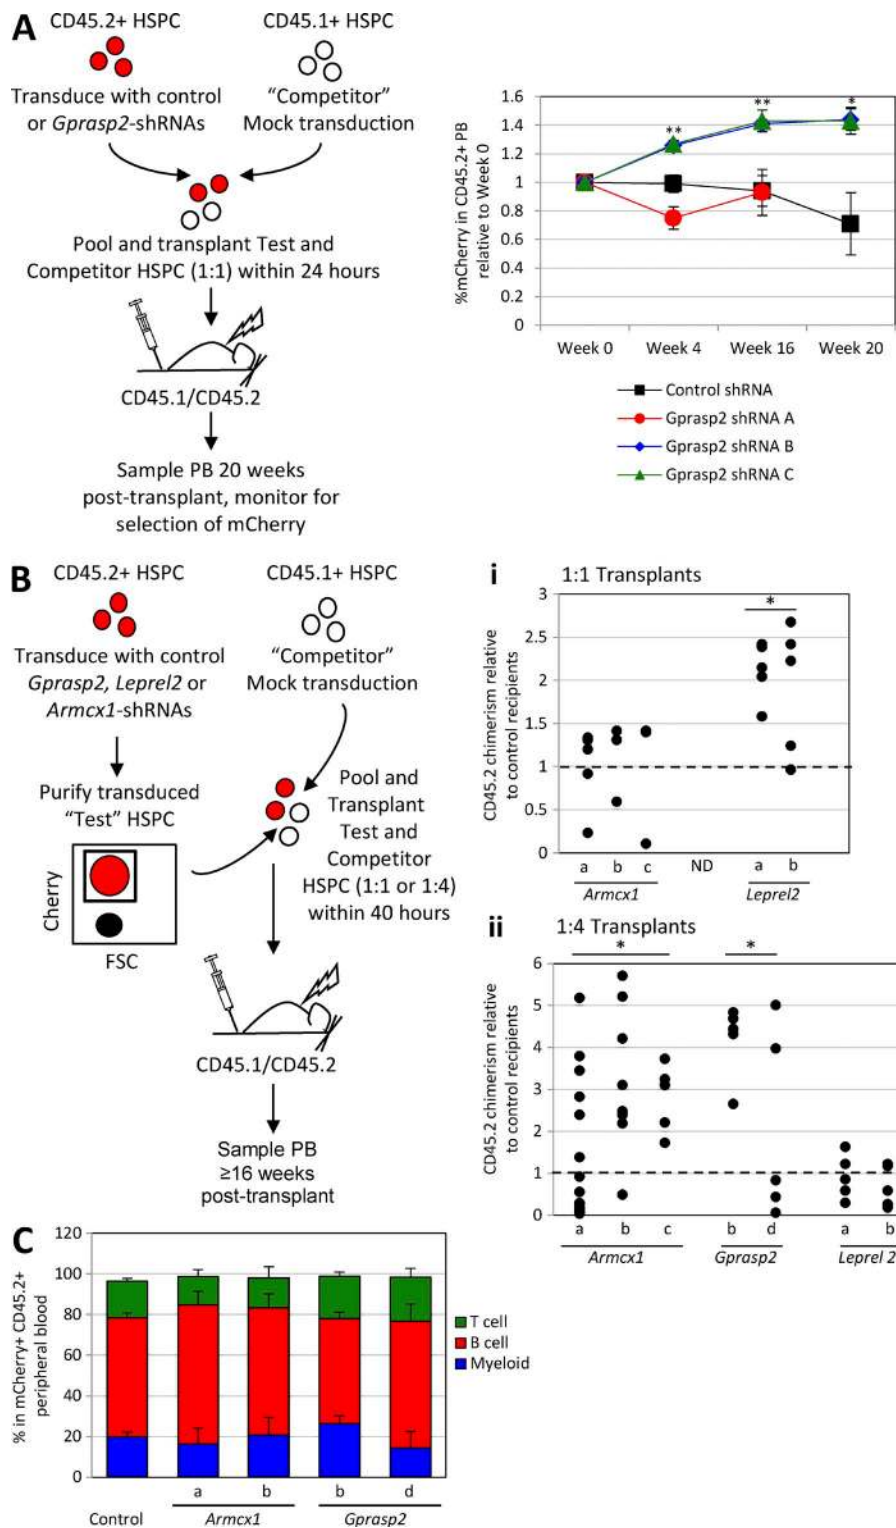 A
CD45.2+ HSPC
CD45.1+ HSPC
Transduce with control
or Gprasp2-shRNAs
“Competitor”
Mock transduction
Pool and transplant Test and
Competitor HSPC (1:1) within 24 hours
CD45.1/CD45.2
Sample PB 20 weeks
post-transplant, monitor for
selection of mCherry
%mCherry in CD45.2+ PB
relative to Week 0
1.6
1.4
1.2
1
0.8
0.6
0.4
0.2
0
**
**
*
Week 0
Week 4
Week 16
Week 20
Control shRNA
Gprasp2 shRNA A
Gprasp2 shRNA B
Gprasp2 shRNA C
B
CD45.2+ HSPC
CD45.1+ HSPC
Transduce with control
Gprasp2, Leprel2 or
Armcx1-shRNAs
“Competitor”
Mock transduction
Purify transduced
“Test” HSPC
Cherry
FSC
Pool and
Transplant
Test and
Competitor
HSPC (1:1 or 1:4)
within 40 hours
CD45.1/CD45.2
Sample PB
≥16 weeks
post-transplant
i
1:1 Transplants
CD45.2 chimerism relative
to control recipients
3
2.5
2
1.5
1
0.5
0
*
a b c ND a b
Armcx1
Leprel2
ii
1:4 Transplants
CD45.2 chimerism relative
to control recipients
6
5
4
3
2
1
0
*
*
a b c b d a b
Armcx1
Gprasp2
Leprel 2
C
% in mCherry+ CD45.2+
peripheral blood
120
100
80
60
40
20
0
T cell
B cell
Myeloid
a b b d
Control
Armcx1
Gprasp2